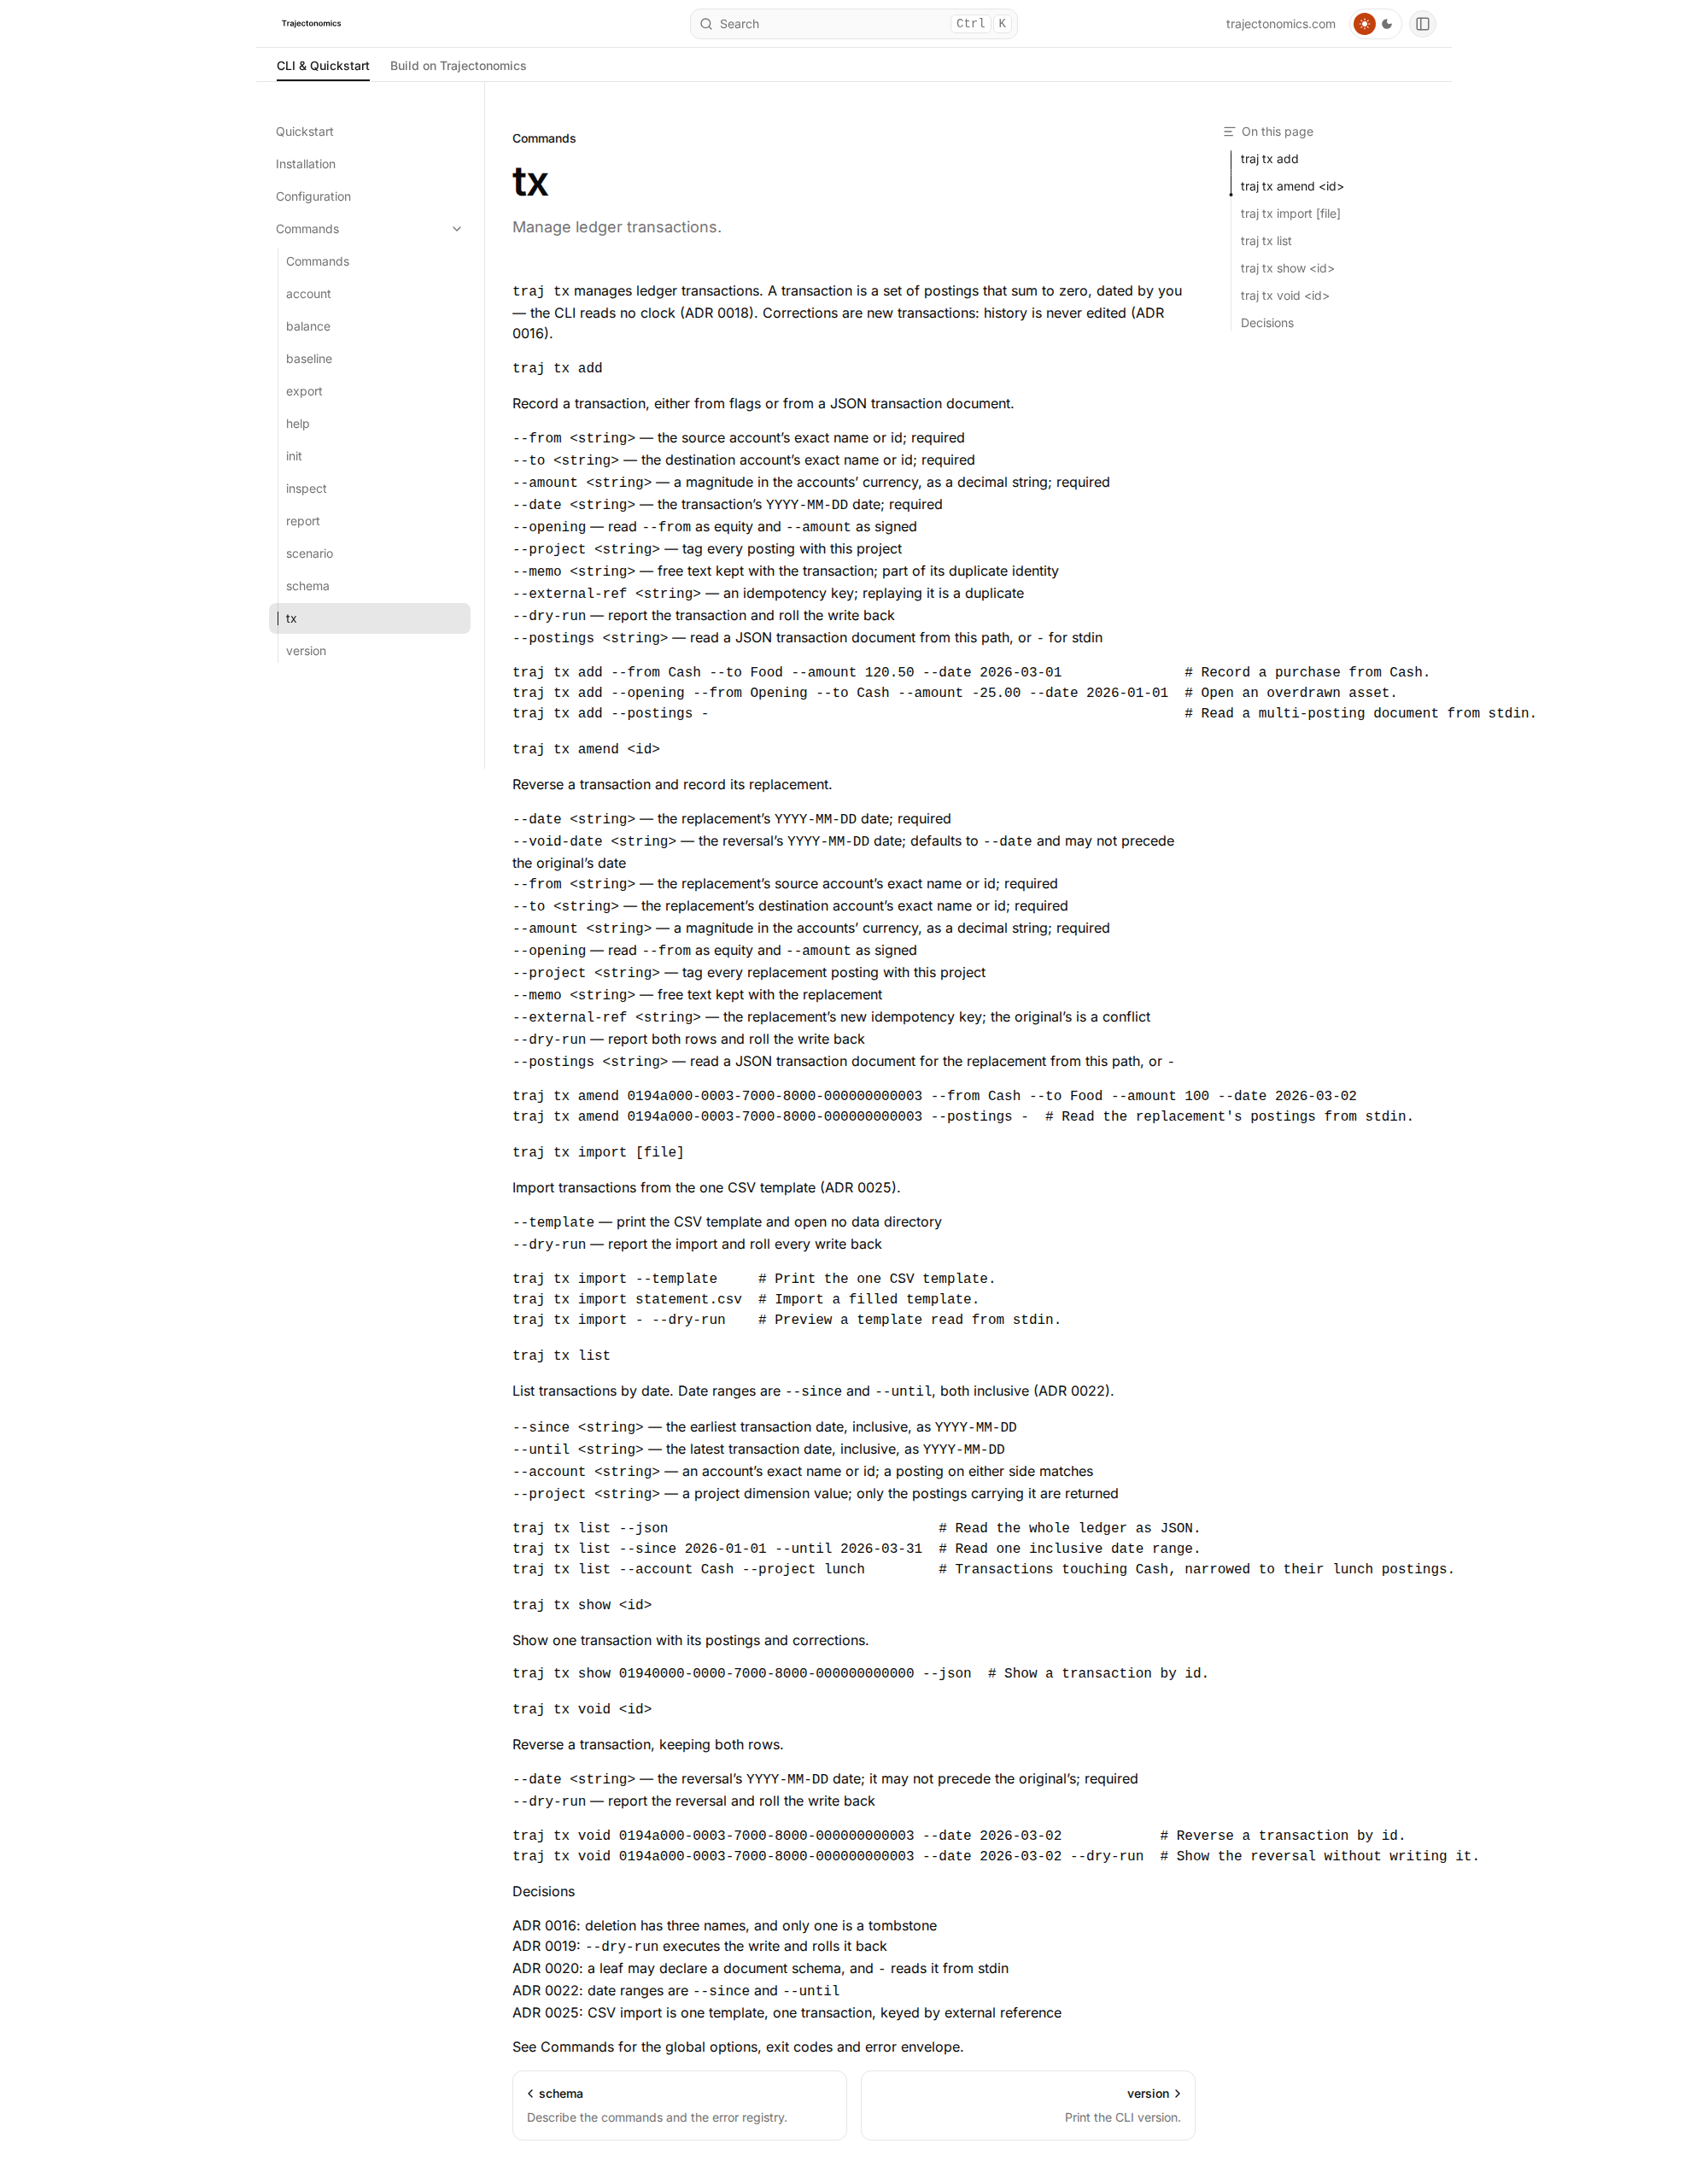 Trajectonomics
Search
Ctrl K
trajectonomics.com
CLI & Quickstart
Build on Trajectonomics
Quickstart
Installation
Configuration
Commands
Commands
account
balance
baseline
export
help
init
inspect
report
scenario
schema
tx
version
Commands
tx
Manage ledger transactions.
traj tx manages ledger transactions. A transaction is a set of postings that sum to zero, dated by you
— the CLI reads no clock (ADR 0018). Corrections are new transactions: history is never edited (ADR
0016).
traj tx add
Record a transaction, either from flags or from a JSON transaction document.
--from <string> — the source account’s exact name or id; required
--to <string> — the destination account’s exact name or id; required
--amount <string> — a magnitude in the accounts’ currency, as a decimal string; required
--date <string> — the transaction’s YYYY-MM-DD date; required
--opening — read --from as equity and --amount as signed
--project <string> — tag every posting with this project
--memo <string> — free text kept with the transaction; part of its duplicate identity
--external-ref <string> — an idempotency key; replaying it is a duplicate
--dry-run — report the transaction and roll the write back
--postings <string> — read a JSON transaction document from this path, or - for stdin
traj tx add --from Cash --to Food --amount 120.50 --date 2026-03-01 # Record a purchase from Cash.
traj tx add --opening --from Opening --to Cash --amount -25.00 --date 2026-01-01 # Open an overdrawn asset.
traj tx add --postings - # Read a multi-posting document from stdin.
traj tx amend <id>
Reverse a transaction and record its replacement.
--date <string> — the replacement’s YYYY-MM-DD date; required
--void-date <string> — the reversal’s YYYY-MM-DD date; defaults to --date and may not precede
the original’s date
--from <string> — the replacement’s source account’s exact name or id; required
--to <string> — the replacement’s destination account’s exact name or id; required
--amount <string> — a magnitude in the accounts’ currency, as a decimal string; required
--opening — read --from as equity and --amount as signed
--project <string> — tag every replacement posting with this project
--memo <string> — free text kept with the replacement
--external-ref <string> — the replacement’s new idempotency key; the original’s is a conflict
--dry-run — report both rows and roll the write back
--postings <string> — read a JSON transaction document for the replacement from this path, or -
traj tx amend 0194a000-0003-7000-8000-000000000003 --from Cash --to Food --amount 100 --date 2026-03-02
traj tx amend 0194a000-0003-7000-8000-000000000003 --postings - # Read the replacement's postings from stdin.
traj tx import [file]
Import transactions from the one CSV template (ADR 0025).
--template — print the CSV template and open no data directory
--dry-run — report the import and roll every write back
traj tx import --template # Print the one CSV template.
traj tx import statement.csv # Import a filled template.
traj tx import - --dry-run # Preview a template read from stdin.
traj tx list
List transactions by date. Date ranges are --since and --until, both inclusive (ADR 0022).
--since <string> — the earliest transaction date, inclusive, as YYYY-MM-DD
--until <string> — the latest transaction date, inclusive, as YYYY-MM-DD
--account <string> — an account’s exact name or id; a posting on either side matches
--project <string> — a project dimension value; only the postings carrying it are returned
traj tx list --json # Read the whole ledger as JSON.
traj tx list --since 2026-01-01 --until 2026-03-31 # Read one inclusive date range.
traj tx list --account Cash --project lunch # Transactions touching Cash, narrowed to their lunch postings.
traj tx show <id>
Show one transaction with its postings and corrections.
traj tx show 01940000-0000-7000-8000-000000000000 --json # Show a transaction by id.
traj tx void <id>
Reverse a transaction, keeping both rows.
--date <string> — the reversal’s YYYY-MM-DD date; it may not precede the original’s; required
--dry-run — report the reversal and roll the write back
traj tx void 0194a000-0003-7000-8000-000000000003 --date 2026-03-02 # Reverse a transaction by id.
traj tx void 0194a000-0003-7000-8000-000000000003 --date 2026-03-02 --dry-run # Show the reversal without writing it.
Decisions
ADR 0016: deletion has three names, and only one is a tombstone
ADR 0019: --dry-run executes the write and rolls it back
ADR 0020: a leaf may declare a document schema, and - reads it from stdin
ADR 0022: date ranges are --since and --until
ADR 0025: CSV import is one template, one transaction, keyed by external reference
See Commands for the global options, exit codes and error envelope.
schema
Describe the commands and the error registry.
version
Print the CLI version.
On this page
traj tx add
traj tx amend <id>
traj tx import [file]
traj tx list
traj tx show <id>
traj tx void <id>
Decisions